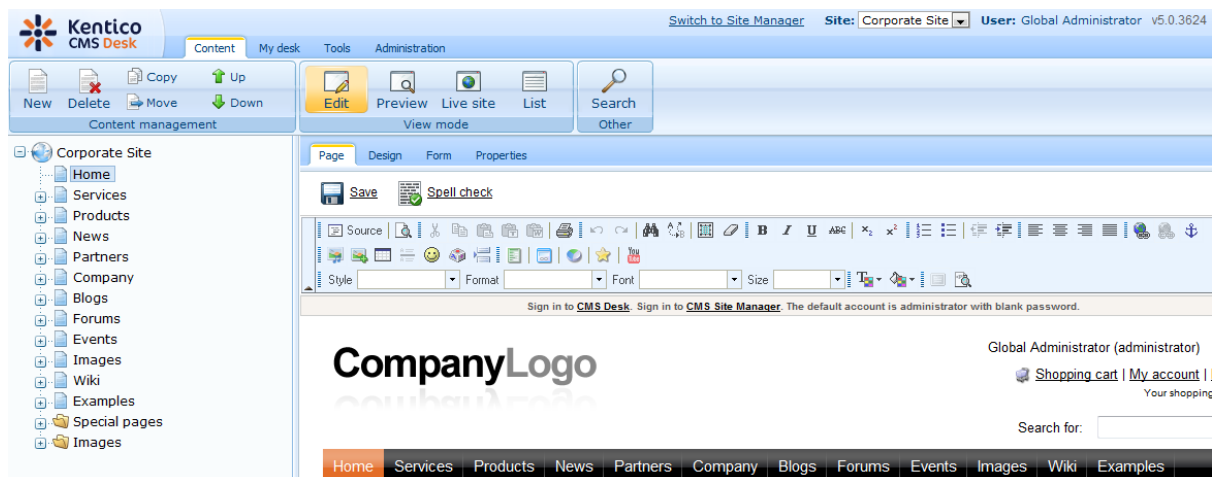 Kentico
CMS Desk
Switch to Site Manager Site: Corporate Site User: Global Administrator v5.0.3624
Content My desk Tools Administration
New Delete Copy Move Up Down
Content management
Edit Preview Live site List
View mode
Search
Other
Corporate Site
Home
Services
Products
News
Partners
Company
Blogs
Forums
Events
Images
Wiki
Examples
Special pages
Images
Page Design Form Properties
Save Spell check
Source B I U ABC x₂ x²
You Tube
Style Format Font Size
Sign in to CMS Desk. Sign in to CMS Site Manager. The default account is administrator with blank password.
CompanyLogo
Global Administrator (administrator)
Shopping cart | My account |
Your shopping
Search for:
Home Services Products News Partners Company Blogs Forums Events Images Wiki Examples